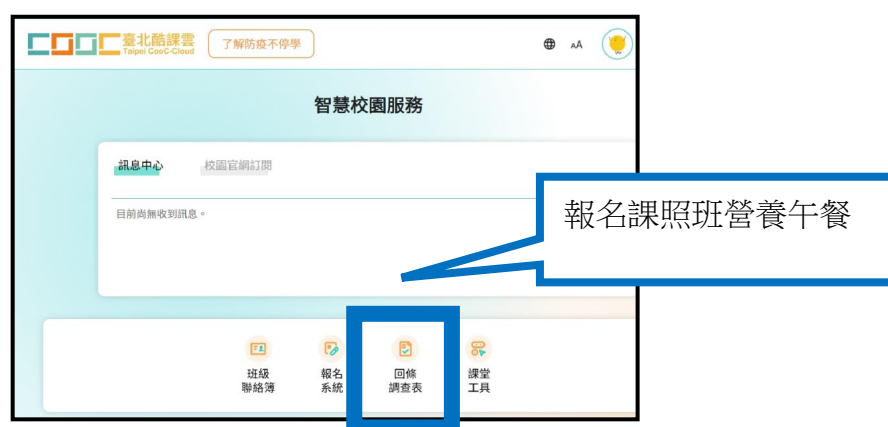 COOC 臺北酷課雲 了解防疫不停學 AA
Taipei CooC-Cloud
智慧校園服務
訊息中心 校園官網訂閱
目前尚無收到訊息。
報名課照班營養午餐
班級 報名 回條 課堂
聯絡簿 系統 調查表 工具